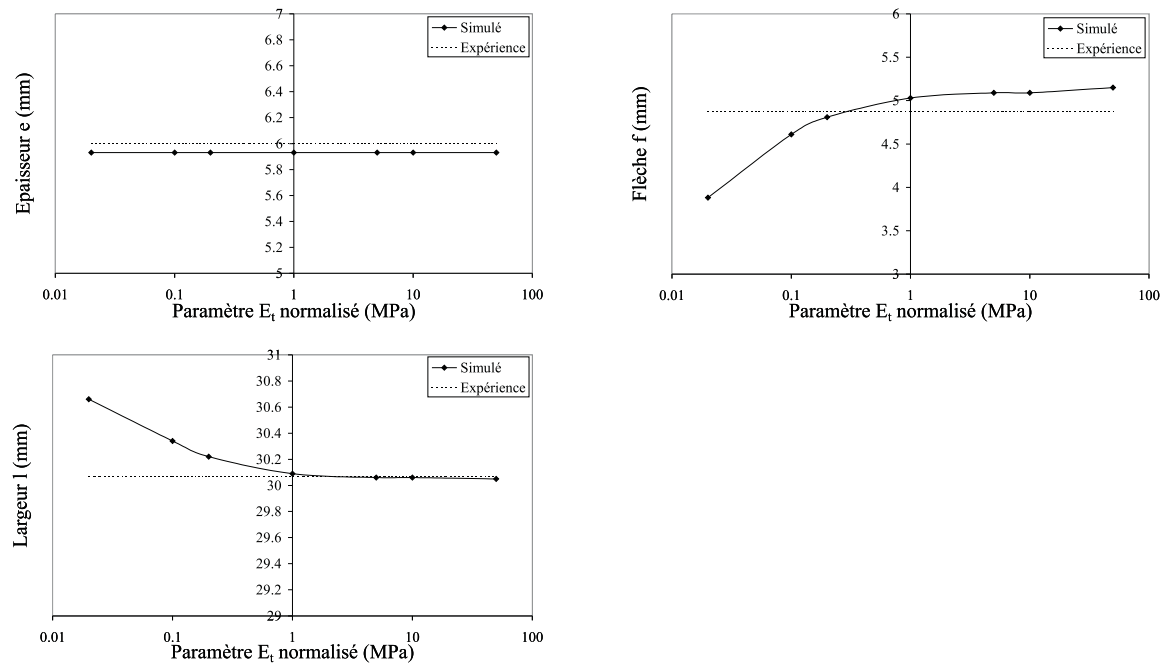 Epaisseur e (mm)
7
6.8
6.6
6.4
6.2
6
5.8
5.6
5.4
5.2
5
Simulé
Expérience
0.01 0.1 1 10 100
Paramètre Et normalisé (MPa)
Flèche f (mm)
6
5.5
5
4.5
4
3.5
3
Simulé
Expérience
0.01 0.1 1 10 100
Paramètre Et normalisé (MPa)
Largeur l (mm)
31
30.8
30.6
30.4
30.2
30
29.8
29.6
29.4
29.2
29
Simulé
Expérience
0.01 0.1 1 10 100
Paramètre Et normalisé (MPa)